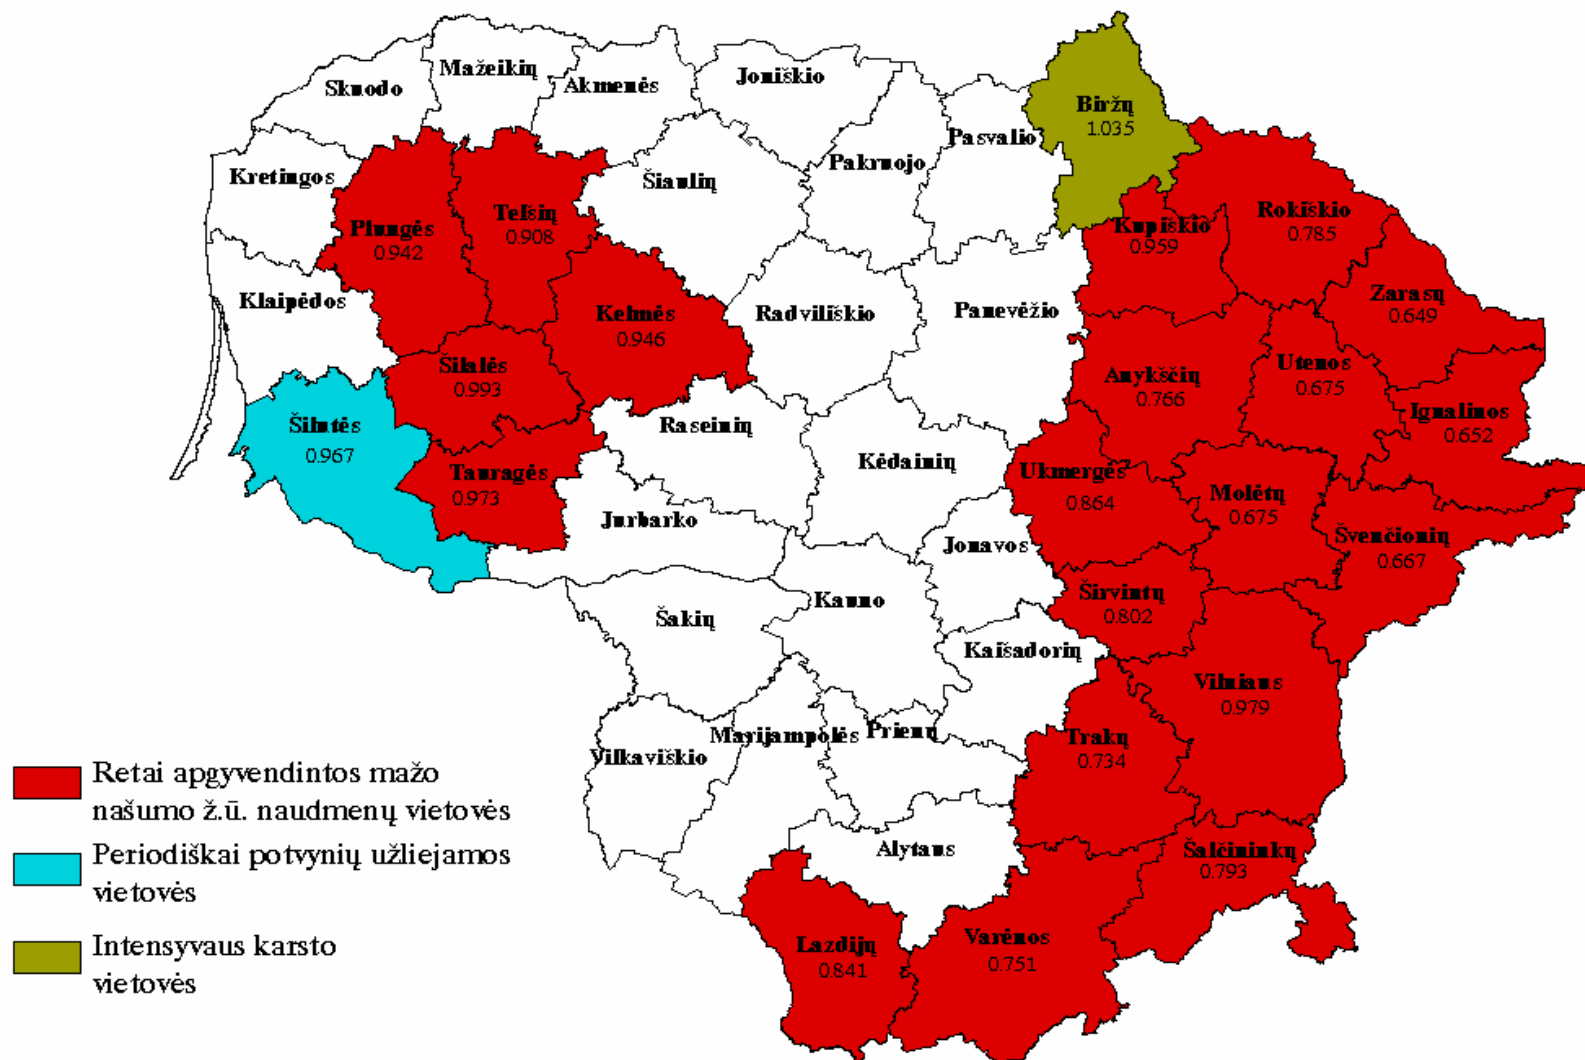 Skuodo
Mažeikių
Akmenės
Joniškio
Biržų
1.035
Pasvalio
Pakruojo
Kretingos
Šiaulių
Plungės
0.942
Telšių
0.908
Kupiškio
0.959
Rokiškio
0.785
Klaipėdos
Kelmės
0.946
Radviliškio
Panevėžio
Zarasų
0.649
Šilalės
0.993
Anykščių
0.766
Utenos
0.675
Ignalinos
0.652
Šilutės
0.967
Raseinių
Tauragės
0.973
Kėdainių
Ukmergės
0.864
Molėtų
0.675
Švenčionių
0.667
Jurbarko
Jonavos
Širvintų
0.802
Šakių
Kauno
Kaišadorių
Vilniaus
0.979
Vilkaviškio
Marijampolės
Prienų
Trakų
0.734
Alytaus
Šalčininkų
0.793
Lazdijų
0.841
Varėnos
0.751
Retai apgyvendintos mažo
našumo ž.ū. naudmenų vietovės
Periodiškai potvynių užliejamos
vietovės
Intensyvaus karsto
vietovės